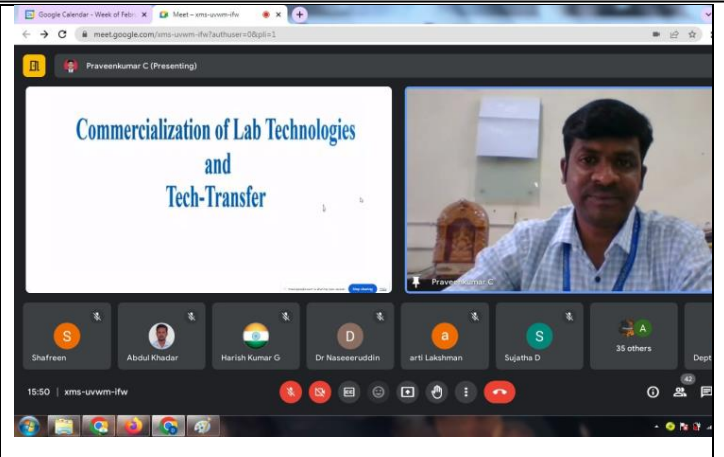 Google Calendar - Week of Febr
Meet – xms-uvwm-ifw
meet.google.com/xms-uvwm-ifw?authuser=0&pli=1
Praveenkumar C (Presenting)
Commercialization of Lab Technologies
and
Tech-Transfer
Stop sharing
Praveenkumar C
S
Shafreen
Abdul Khadar
Harish Kumar G
D
Dr Naseeeruddin
a
arti Lakshman
S
Sujatha D
A
35 others
Dept
15:50 | xms-uvwm-ifw
42